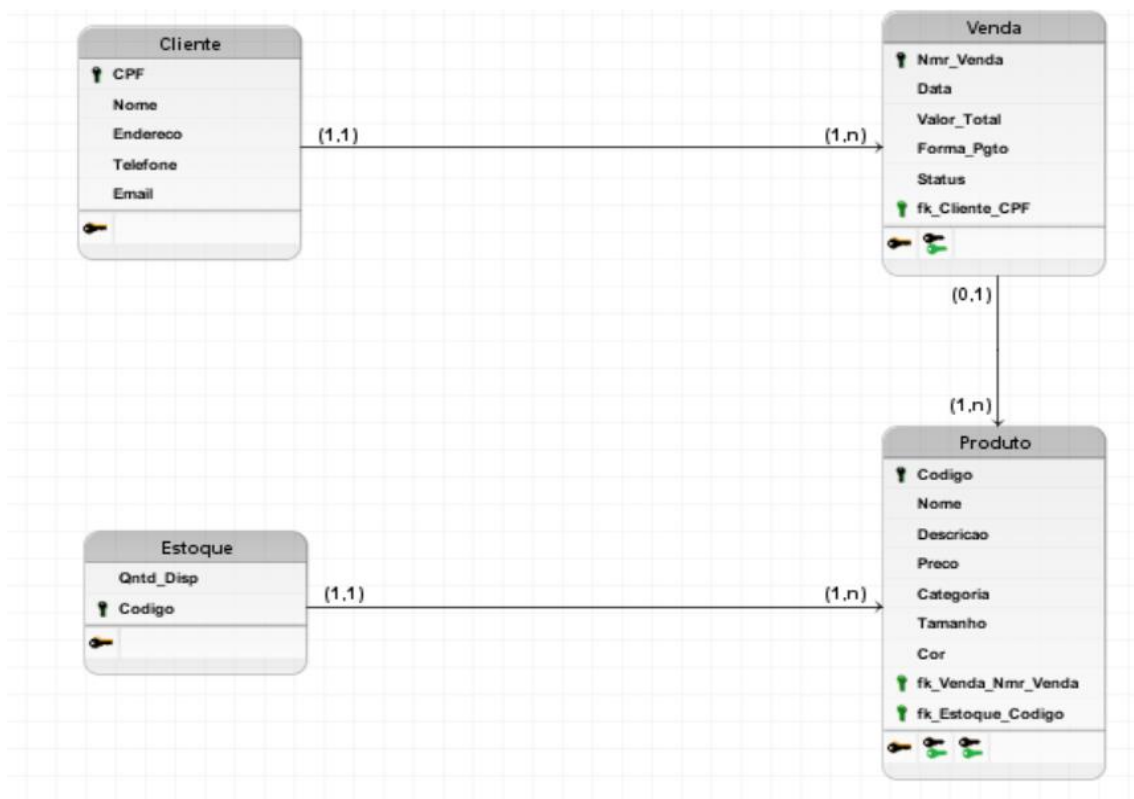 Cliente
CPF
Nome
Endereco
Telefone
Email
(1,1)
(1,n)
Venda
Nmr_Venda
Data
Valor_Total
Forma_Pgto
Status
fk_Cliente_CPF
(0,1)
(1,n)
Estoque
Qntd_Disp
Codigo
(1,1)
(1,n)
Produto
Codigo
Nome
Descricao
Preco
Categoria
Tamanho
Cor
fk_Venda_Nmr_Venda
fk_Estoque_Codigo